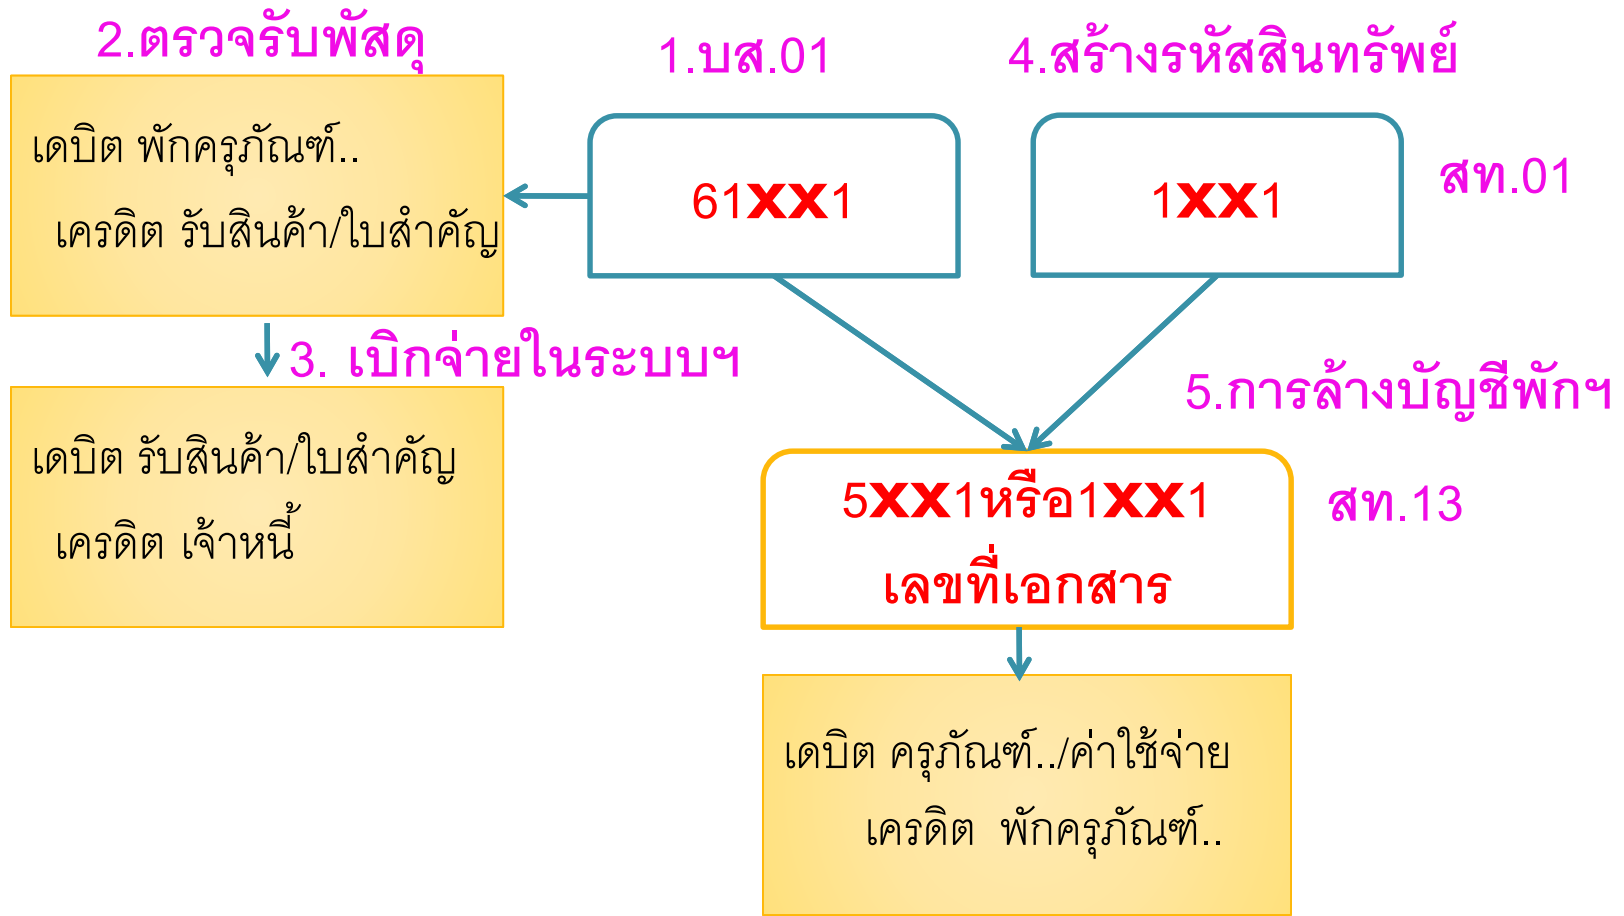 2.ตรวจรับพัสดุ
1.บส.01
4.สร้างรหัสสินทรัพย์
เดบิต พักครุภัณฑ์..
เครดิต รับสินค้า/ใบสำคัญ
61XX1
1XX1
สท.01
3. เบิกจ่ายในระบบฯ
5.การล้างบัญชีพักฯ
เดบิต รับสินค้า/ใบสำคัญ
เครดิต เจ้าหนี้
5XX1หรือ1XX1
เลขที่เอกสาร
สท.13
เดบิต ครุภัณฑ์../ค่าใช้จ่าย
เครดิต พักครุภัณฑ์..